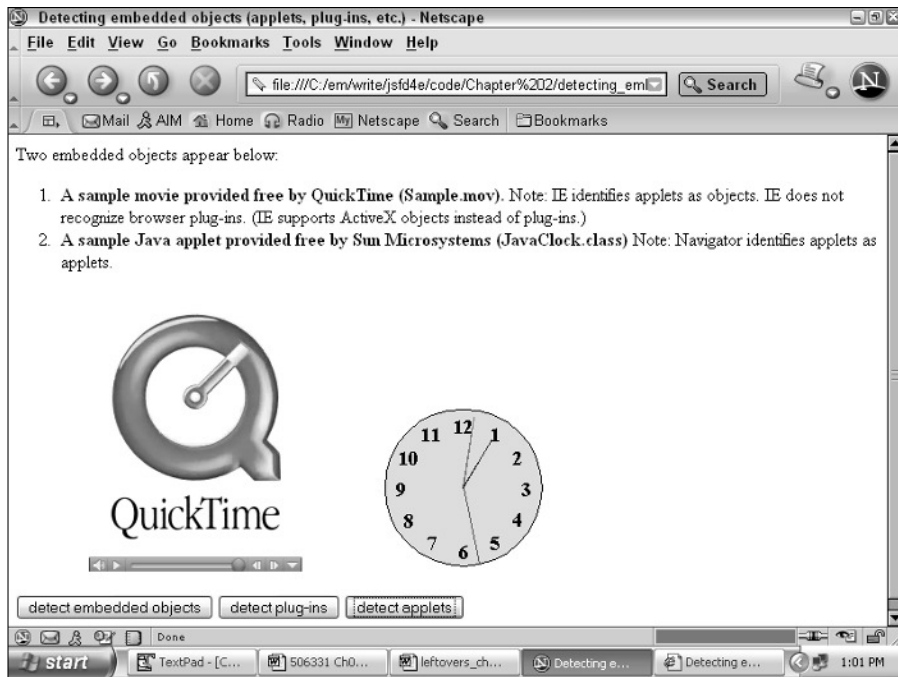 Detecting embedded objects (applets, plug-ins, etc.) - Netscape
File Edit View Go Bookmarks Tools Window Help
file:///C:/em/write/jsfd4e/code/Chapter%202/detecting_eml
Search
N
Mail AIM Home Radio My Netscape Search Bookmarks
Two embedded objects appear below:
1. A sample movie provided free by QuickTime (Sample.mov). Note: IE identifies applets as objects. IE does not
recognize browser plug-ins. (IE supports ActiveX objects instead of plug-ins.)
2. A sample Java applet provided free by Sun Microsystems (JavaClock.class) Note: Navigator identifies applets as
applets.
QuickTime
12
1
2
3
4
5
6
7
8
9
10
11
detect embedded objects detect plug-ins detect applets
Done
start TextPad - [C... 506331 Ch0... leftovers_ch... Detecting e... Detecting e... 1:01 PM